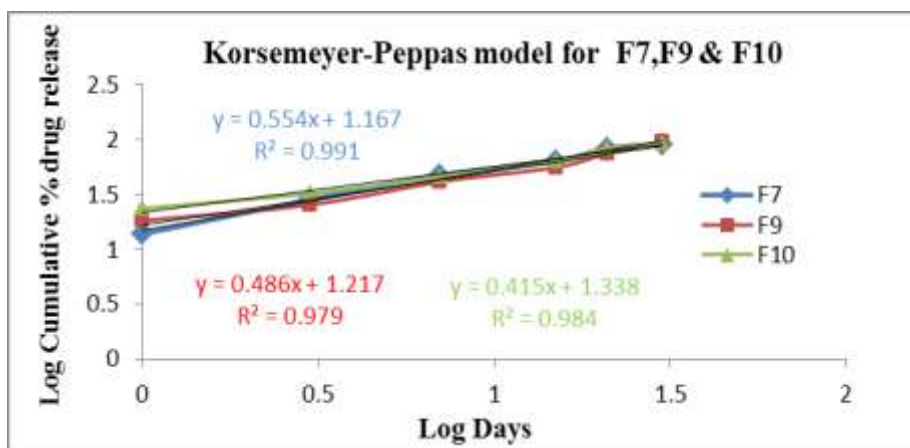 Korsemeyer-Peppas model for F7,F9 & F10
Log Cumulative % drug release
2.5
2
1.5
1
0.5
0
y = 0.554x + 1.167
R² = 0.991
y = 0.486x + 1.217
R² = 0.979
y = 0.415x + 1.338
R² = 0.984
F7
F9
F10
0 0.5 1 1.5 2
Log Days